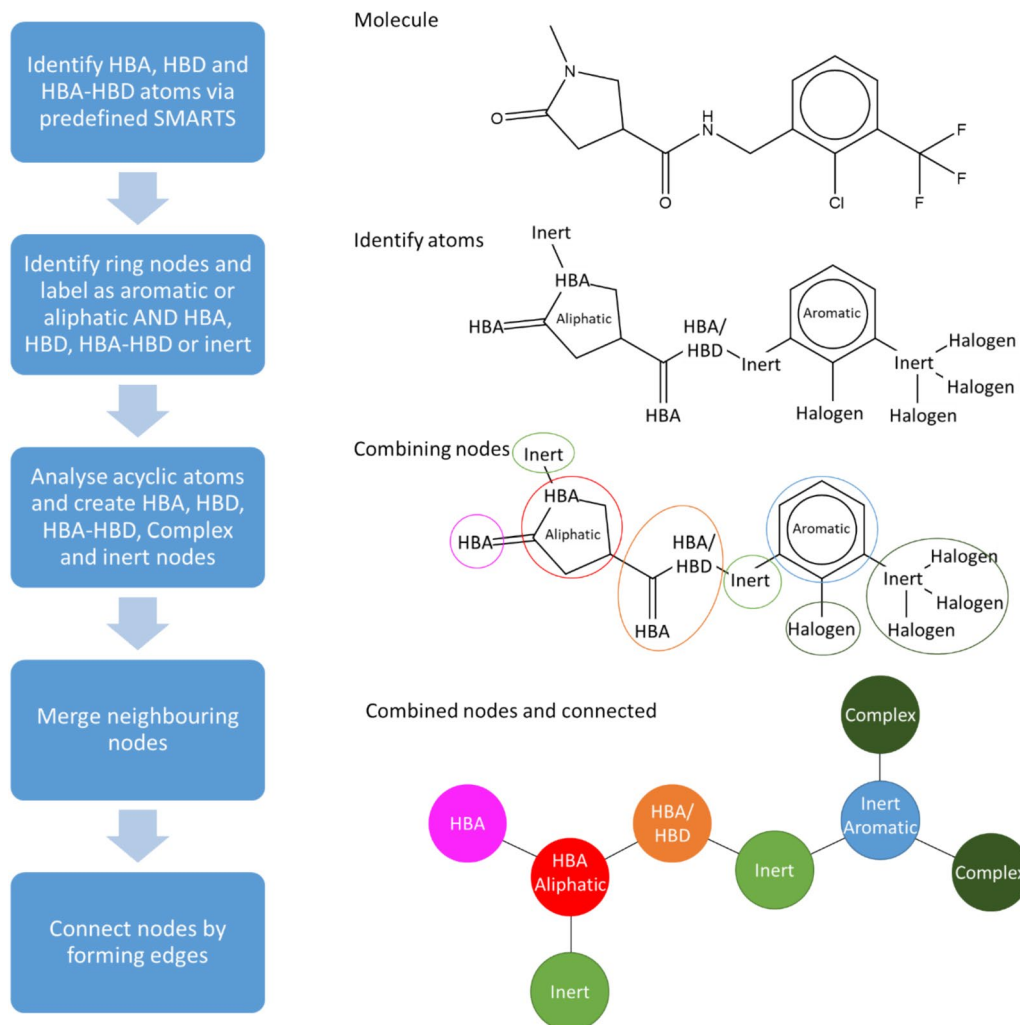 Identify HBA, HBD and
HBA-HBD atoms via
predefined SMARTS
Identify ring nodes and
label as aromatic or
aliphatic AND HBA,
HBD, HBA-HBD or inert
Analyse acyclic atoms
and create HBA, HBD,
HBA-HBD, Complex
and inert nodes
Merge neighbouring
nodes
Connect nodes by
forming edges
Molecule
N
O
H
N
O
Cl
F
F
F
Identify atoms
Inert
HBA
HBA
Aliphatic
HBA/
HBD
Inert
HBA
Aromatic
Halogen
Inert
Halogen
Halogen
Halogen
Combining nodes
Inert
HBA
HBA
Aliphatic
HBA/
HBD
Inert
HBA
Aromatic
Halogen
Inert
Halogen
Halogen
Halogen
Combined nodes and connected
Complex
HBA
HBA
Aliphatic
HBA/
HBD
Inert
Inert
Aromatic
Complex
Inert